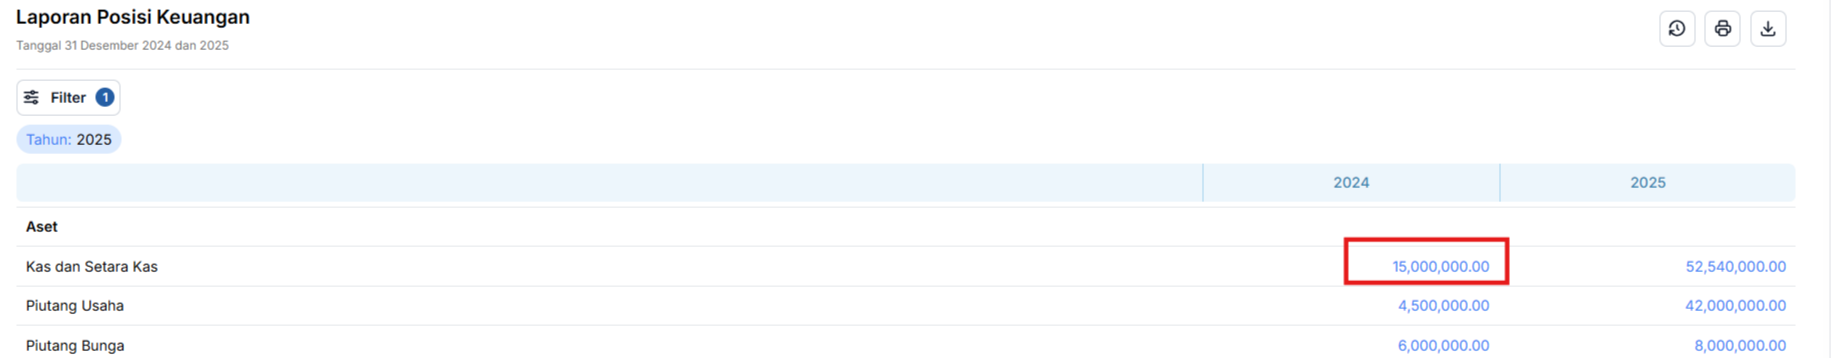 Laporan Posisi Keuangan
Tanggal 31 Desember 2024 dan 2025
Filter 1
Tahun: 2025
2024 2025
Aset
Kas dan Setara Kas 15,000,000.00 52,540,000.00
Piutang Usaha 4,500,000.00 42,000,000.00
Piutang Bunga 6,000,000.00 8,000,000.00